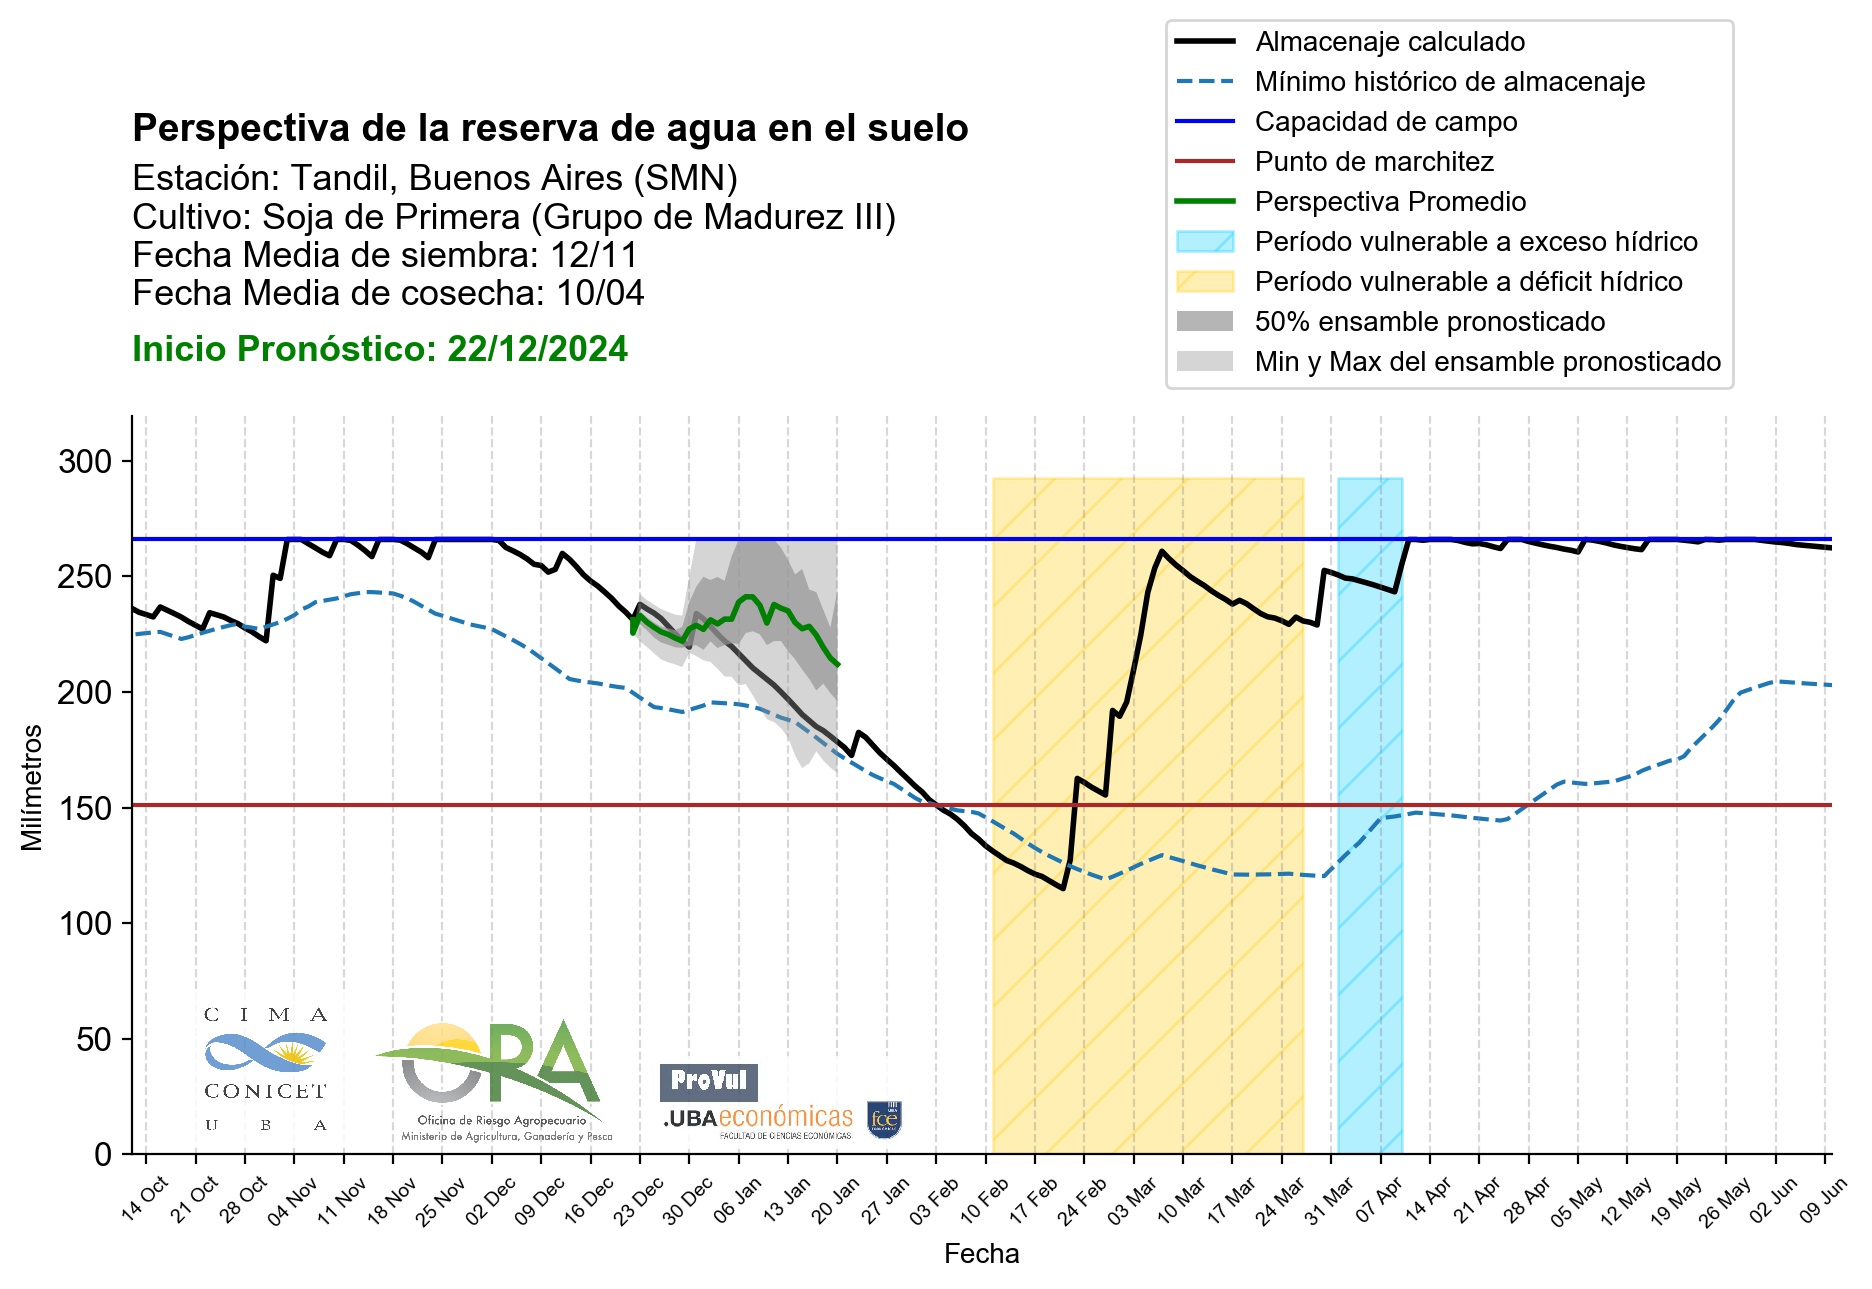 Almacenaje calculado
Mínimo histórico de almacenaje
Capacidad de campo
Punto de marchitez
Perspectiva Promedio
Período vulnerable a exceso hídrico
Período vulnerable a déficit hídrico
50% ensamble pronosticado
Min y Max del ensamble pronosticado
Perspectiva de la reserva de agua en el suelo
Estación: Tandil, Buenos Aires (SMN)
Cultivo: Soja de Primera (Grupo de Madurez III)
Fecha Media de siembra: 12/11
Fecha Media de cosecha: 10/04
Inicio Pronóstico: 22/12/2024
300
250
200
150
100
50
0
Milímetros
CIMA
CONICET
UBA
ORA
Oficina de Riesgo Agropecuario
Ministerio de Agricultura, Ganadería y Pesca
ProVul
.UBAeconómicas
FACULTAD DE CIENCIAS ECONÓMICAS
UBA
fce
14 Oct
21 Oct
28 Oct
04 Nov
11 Nov
18 Nov
25 Nov
02 Dec
09 Dec
16 Dec
23 Dec
30 Dec
06 Jan
13 Jan
20 Jan
27 Jan
03 Feb
10 Feb
17 Feb
24 Feb
03 Mar
10 Mar
17 Mar
24 Mar
31 Mar
07 Apr
14 Apr
21 Apr
28 Apr
05 May
12 May
19 May
26 May
02 Jun
09 Jun
Fecha